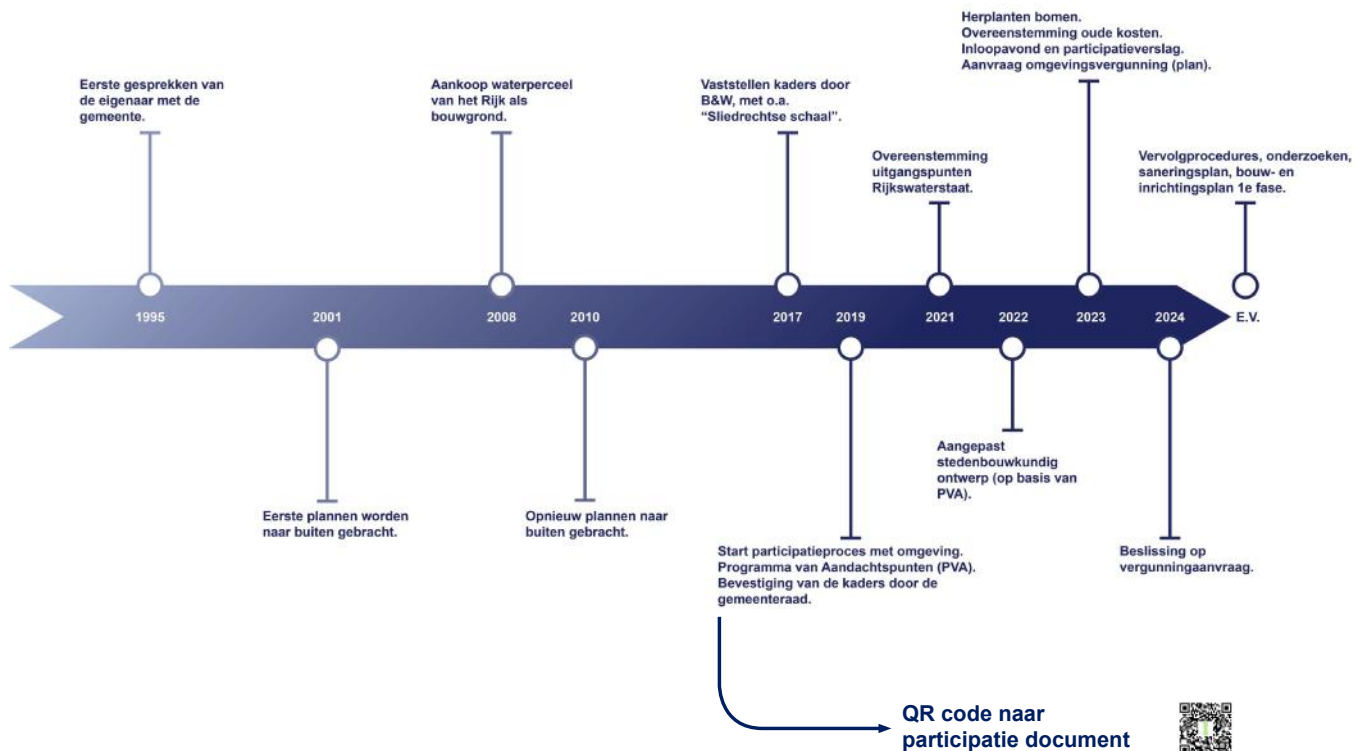 Herplanten bomen.
Overeenstemming oude kosten.
Inloopavond en participatieverslag.
Aanvraag omgevingsvergunning (plan).
Eerste gesprekken van
de eigenaar met de
gemeente.
Aankoop waterperceel
van het Rijk als
bouwgrond.
Vaststellen kaders door
B&W, met o.a.
“Sliedrechtse schaal”.
Overeenstemming
uitgangspunten
Rijkswaterstaat.
Vervolgprocedures, onderzoeken,
saneringsplan, bouw- en
inrichtingsplan 1e fase.
1995 2001 2008 2010 2017 2019 2021 2022 2023 2024 E.V.
Eerste plannen worden
naar buiten gebracht.
Opnieuw plannen naar
buiten gebracht.
Aangepast
stedenbouwkundig
ontwerp (op basis van
PVA).
Start participatieproces met omgeving.
Programma van Aandachtspunten (PVA).
Bevestiging van de kaders door de
gemeenteraad.
Beslissing op
vergunningaanvraag.
QR code naar
participatie document